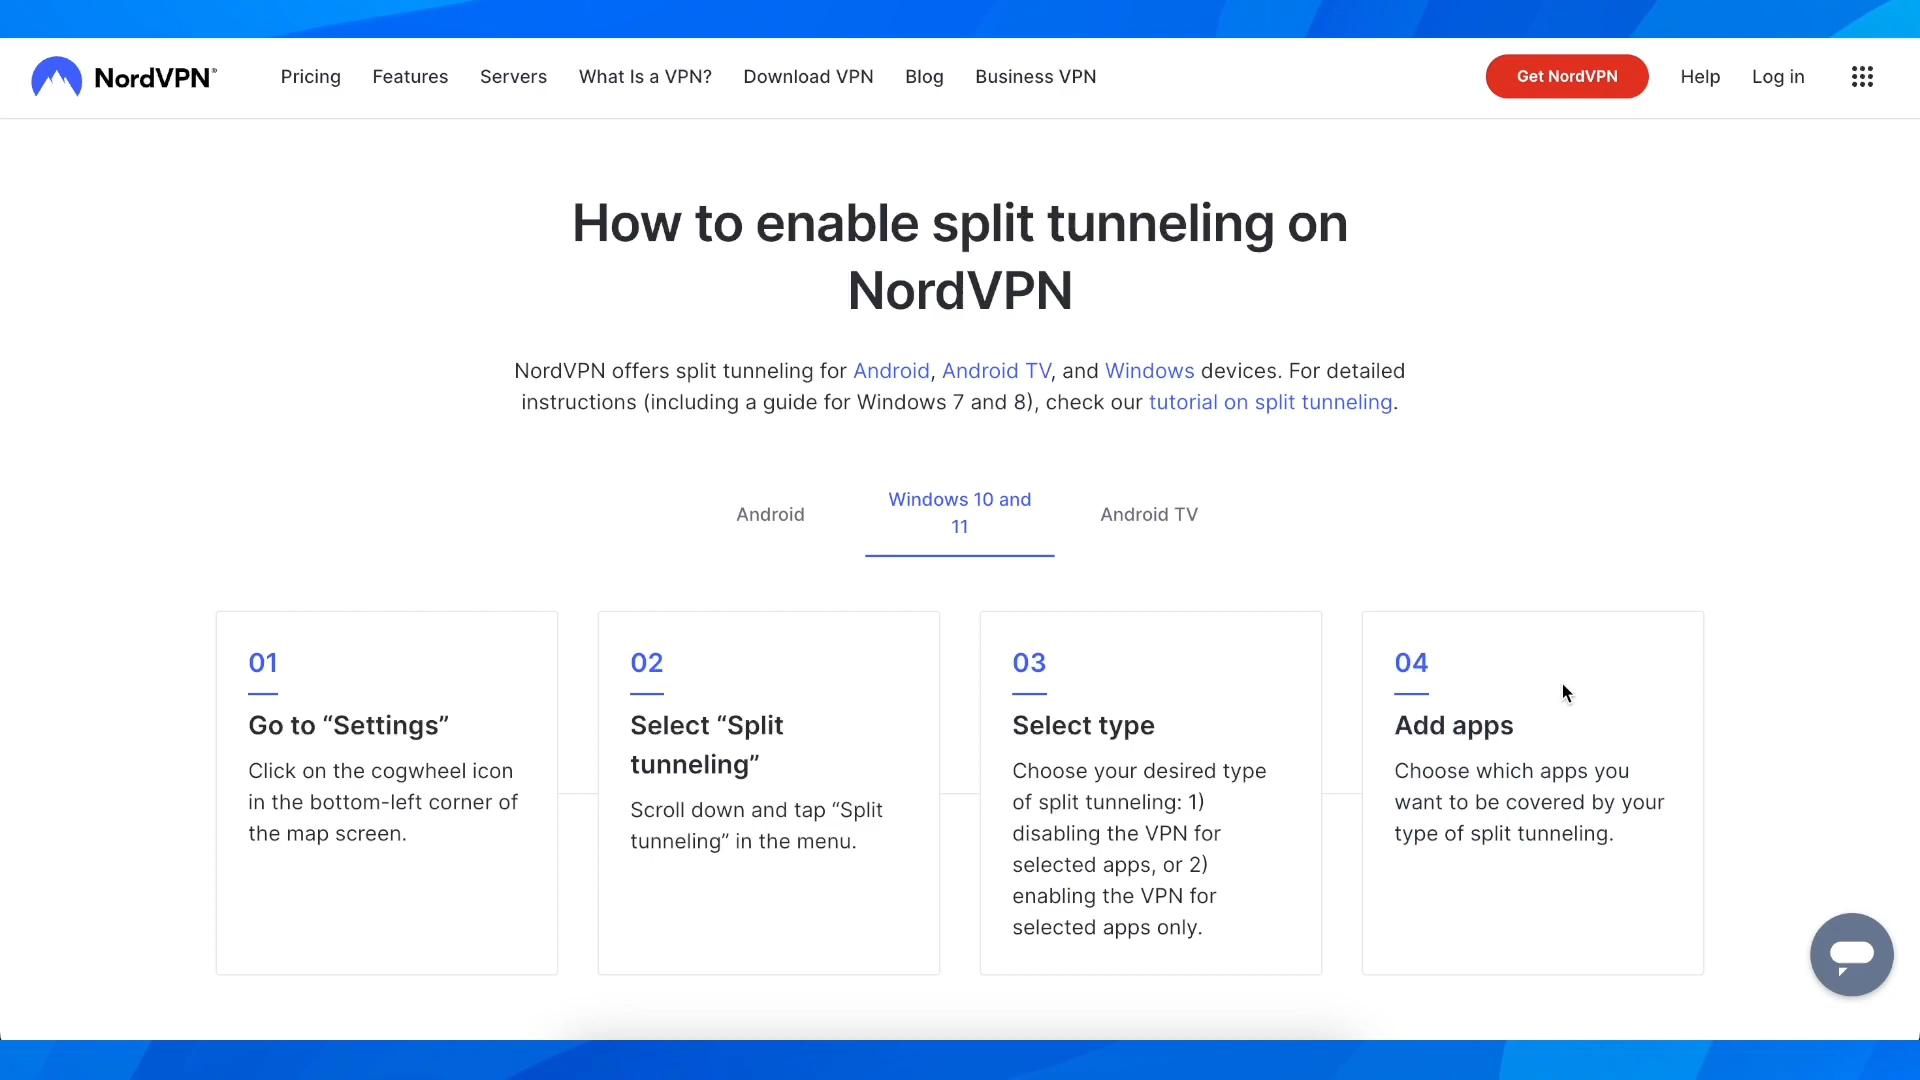 NordVPN®
Pricing
Features
Servers
What Is a VPN?
Download VPN
Blog
Business VPN
Get NordVPN
Help
Log in
How to enable split tunneling on
NordVPN
NordVPN offers split tunneling for Android, Android TV, and Windows devices. For detailed
instructions (including a guide for Windows 7 and 8), check our tutorial on split tunneling.
Android
Windows 10 and
11
Android TV
01
Go to “Settings”
Click on the cogwheel icon
in the bottom-left corner of
the map screen.
02
Select “Split
tunneling”
Scroll down and tap “Split
tunneling” in the menu.
03
Select type
Choose your desired type
of split tunneling: 1)
disabling the VPN for
selected apps, or 2)
enabling the VPN for
selected apps only.
04
Add apps
Choose which apps you
want to be covered by your
type of split tunneling.